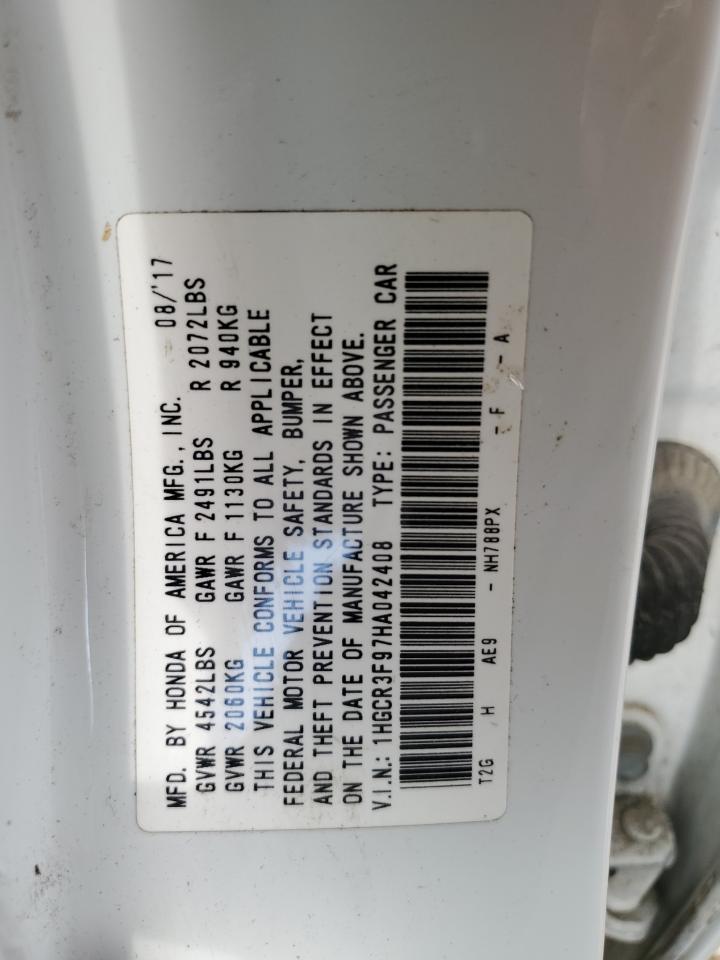 MFD. BY HONDA OF AMERICA MFG., INC. 08/'17
GVWR 4542LBS GAWR F 2491LBS R 2072LBS
GVWR 2060KG GAWR F 1130KG R 940KG
THIS VEHICLE CONFORMS TO ALL APPLICABLE
FEDERAL MOTOR VEHICLE SAFETY, BUMPER,
AND THEFT PREVENTION STANDARDS IN EFFECT
ON THE DATE OF MANUFACTURE SHOWN ABOVE.
V.I.N.: 1HGCR3F97HA042408 TYPE: PASSENGER CAR
T2G H AE9 - NH788PX - F - A